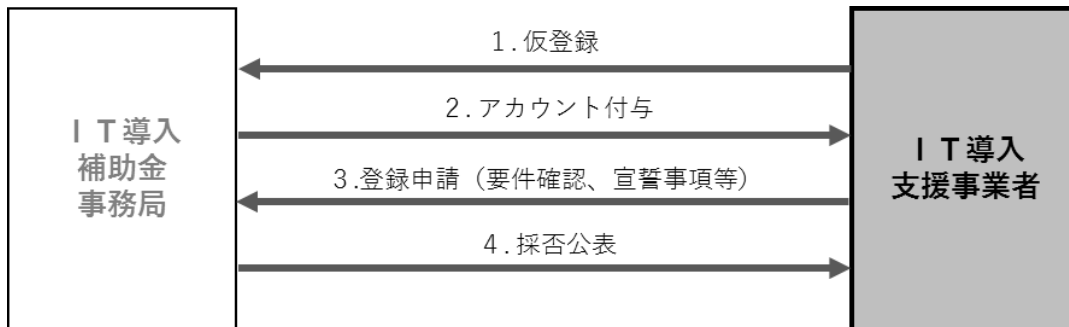 1.仮登録
2.アカウント付与
3.登録申請（要件確認、宣誓事項等）
4.採否公表
ＩＴ導入
補助金
事務局
ＩＴ導入
支援事業者